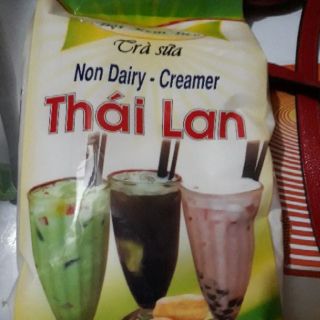 Trà sữa
Non Dairy - Creamer
Thái Lan